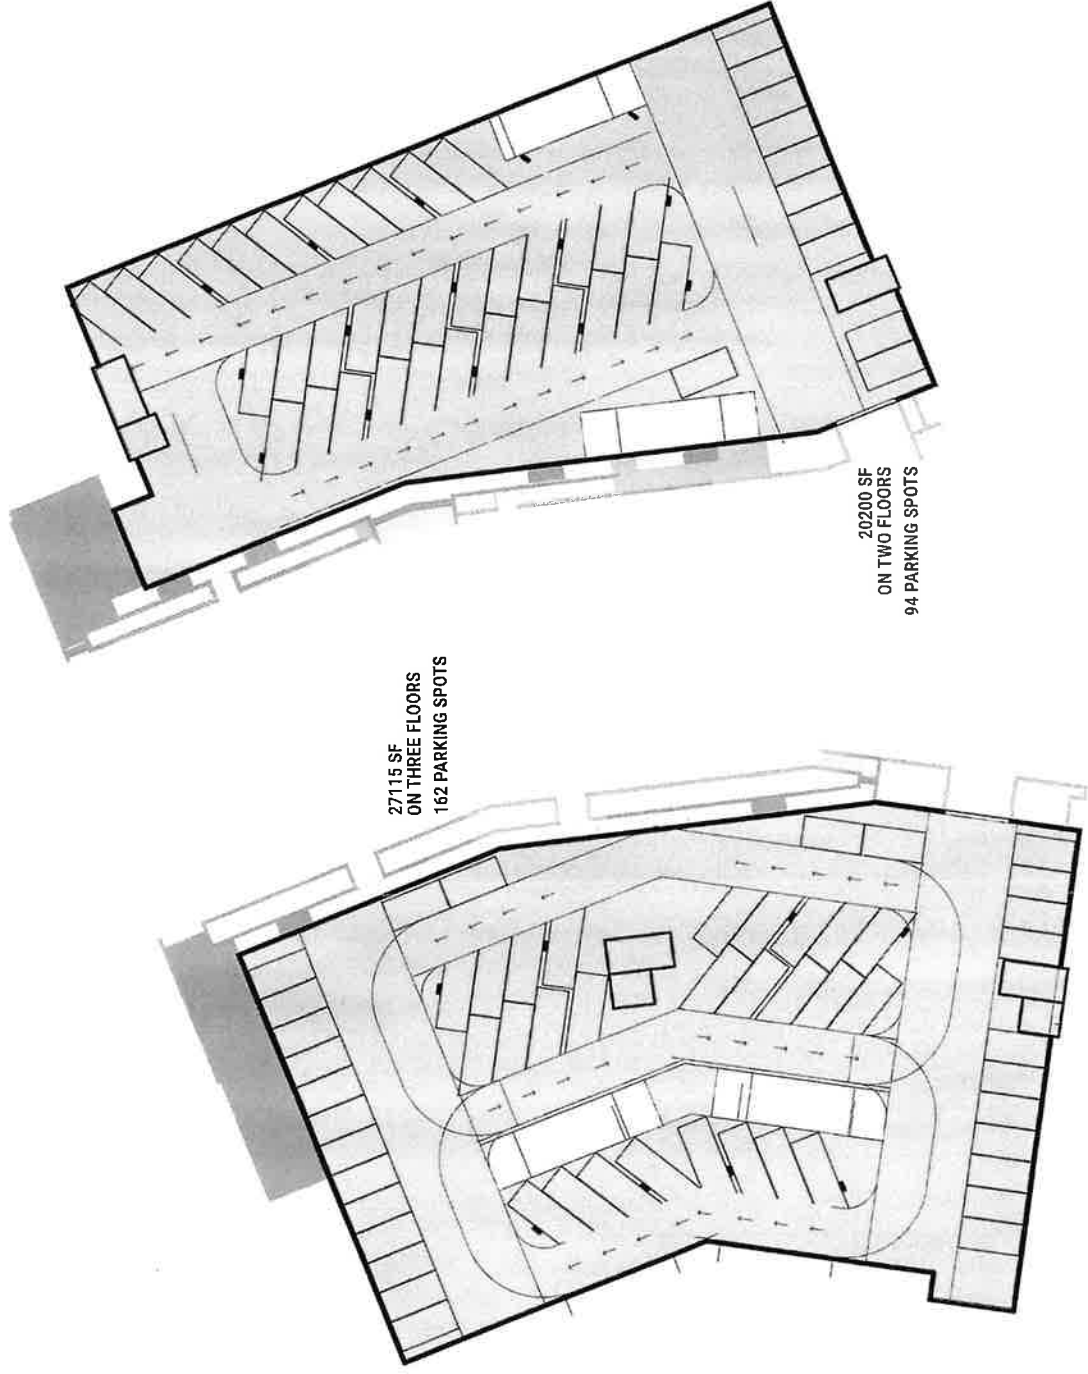 27115 SF
ON THREE FLOORS
162 PARKING SPOTS
20200 SF
ON TWO FLOORS
94 PARKING SPOTS